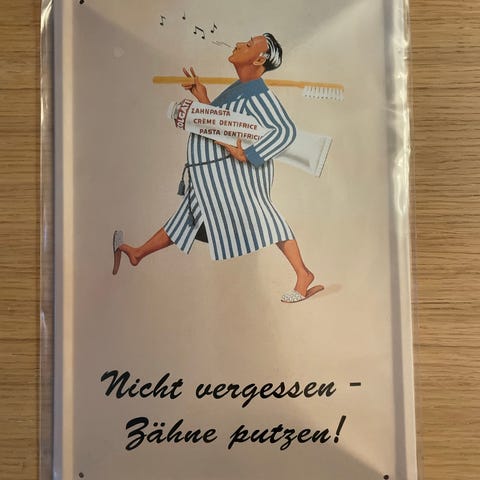 ZAHNPASTA
CRÈME DENTIFRICE
PASTA DENTIFRICI
Nicht vergessen -
Zähne putzen!